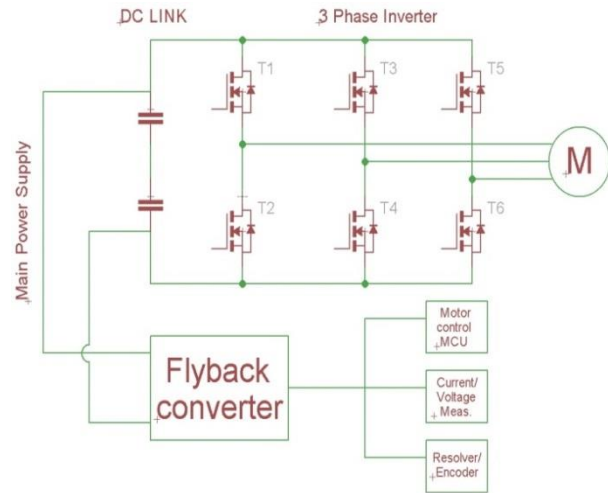 DC LINK
3 Phase Inverter
T1
T3
T5
Main Power Supply
M
T2
T4
T6
Flyback
converter
Motor
control
MCU
Current/
Voltage
Meas.
Resolver/
Encoder